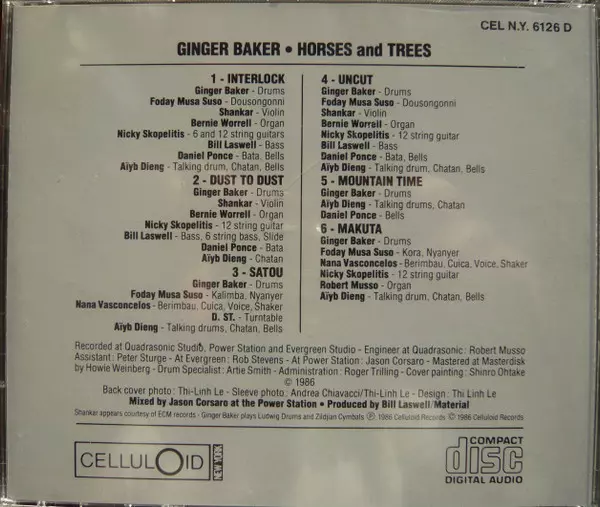 CEL N.Y. 6126 D
GINGER BAKER • HORSES and TREES
1 - INTERLOCK
Ginger Baker - Drums
Foday Musa Suso - Dousongonni
Shankar - Violin
Bernie Worrell - Organ
Nicky Skopelitis - 6 and 12 string guitars
Bill Laswell - Bass
Daniel Ponce - Bata, Bells
Aïyb Dieng - Talking drum, Chatan, Bells
2 - DUST TO DUST
Ginger Baker - Drums
Shankar - Violin
Bernie Worrell - Organ
Nicky Skopelitis - 12 string guitar
Bill Laswell - Bass, 6 string bass, Slide
Daniel Ponce - Bata
Aïyb Dieng - Chatan
3 - SATOU
Ginger Baker - Drums
Foday Musa Suso - Kalimba, Nyanyer
Nana Vasconcelos - Berimbau, Cuica, Voice, Shaker
D. ST. - Turntable
Aïyb Dieng - Talking drums, Chatan, Bells
4 - UNCUT
Ginger Baker - Drums
Foday Musa Suso - Dousongonni
Shankar - Violin
Bernie Worrell - Organ
Nicky Skopelitis - 12 string guitar
Bill Laswell - Bass
Daniel Ponce - Bata, Bells
Aïyb Dieng - Talking drum, Chatan, Bells
5 - MOUNTAIN TIME
Ginger Baker - Drums
Aïyb Dieng - Talking drums, Chatan
Daniel Ponce - Bells
6 - MAKUTA
Ginger Baker - Drums
Foday Musa Suso - Kora, Nyanyer
Nana Vasconcelos - Berimbau, Cuica, Voice, Shaker
Nicky Skopelitis - 12 string guitar
Robert Musso - Organ
Aïyb Dieng - Talking drums, Chatan, Bells
Recorded at Quadrasonic Studio, Power Station and Evergreen Studio - Engineer at Quadrasonic : Robert Musso
Assistant : Peter Sturge - At Evergreen : Rob Stevens - At Power Station : Jason Corsaro - Mastered at Masterdisk
by Howie Weinberg - Drum Specialist : Artie Smith - Administration : Roger Trilling - Cover painting : Shinro Ohtake
© 1986
Back cover photo : Thi-Linh Le - Sleeve photo : Andrea Chiavacci/Thi-Linh Le - Design : Thi Linh Le
Mixed by Jason Corsaro at the Power Station • Produced by Bill Laswell/Material
Shankar appears courtesy of ECM records - Ginger Baker plays Ludwig Drums and Zildjian Cymbals ℗ 1986 Celluloid Records © 1986 Celluloid Records
CELLULOID
NEW YORK
COMPACT
disc
DIGITAL AUDIO